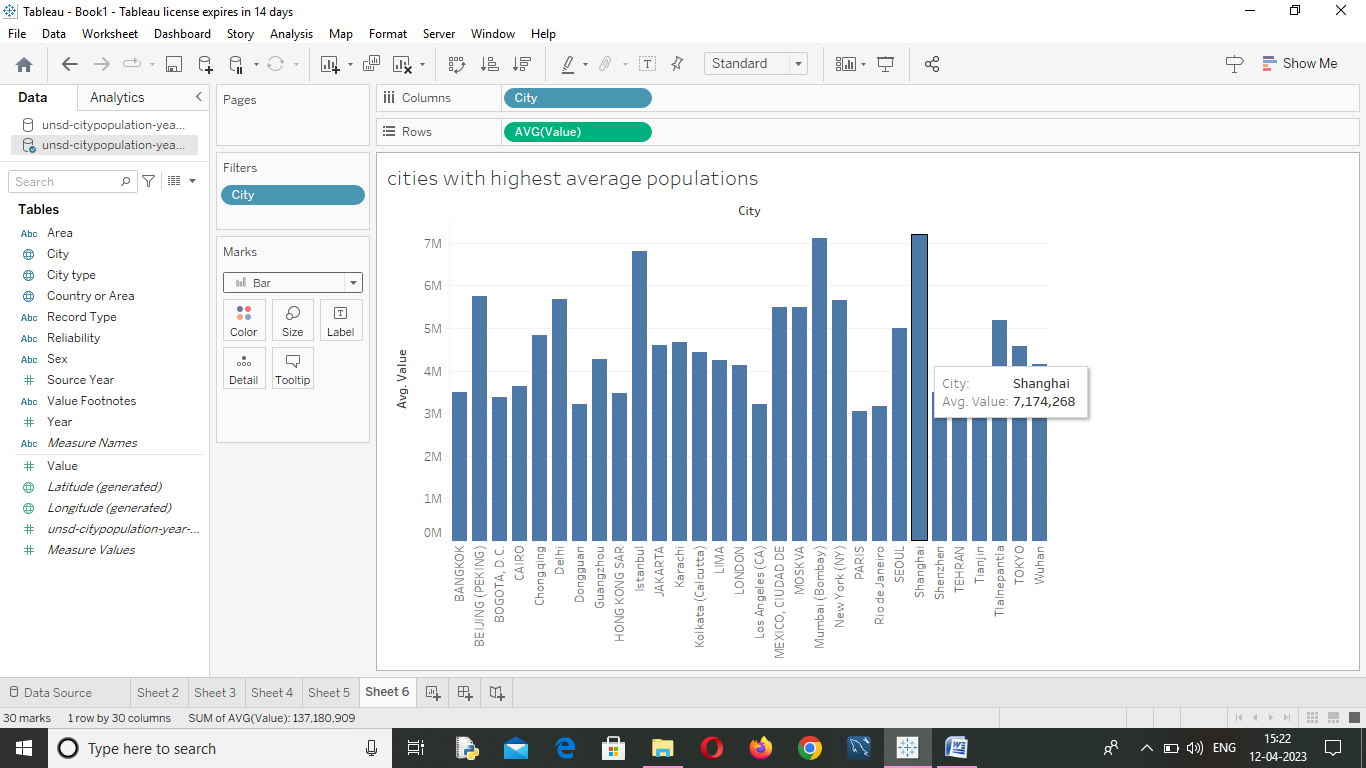 Tableau - Book1 - Tableau license expires in 14 days
File Data Worksheet Dashboard Story Analysis Map Format Server Window Help
Standard
Show Me
Data Analytics
unsd-citypopulation-yea...
unsd-citypopulation-yea...
Search
Tables
Abc Area
City
City type
Country or Area
Abc Record Type
Abc Reliability
Abc Sex
Source Year
Abc Value Footnotes
Year
Abc Measure Names
Value
Latitude (generated)
Longitude (generated)
unsd-citypopulation-year-...
Measure Values
Pages
Filters
City
Marks
Bar
Color Size Label
Detail Tooltip
Columns City
Rows AVG(Value)
cities with highest average populations
City
Avg. Value
7M
6M
5M
4M
3M
2M
1M
0M
City: Shanghai
Avg. Value: 7,174,268
BANGKOK
BEIJING (PEKING)
BOGOTA, D.C.
CAIRO
Chongqing
Delhi
Dongguan
Guangzhou
HONG KONG SAR
Istanbul
JAKARTA
Karachi
Kolkata (Calcutta)
LIMA
LONDON
Los Angeles (CA)
MEXICO, CIUDAD DE
MOSKVA
Mumbai (Bombay)
New York (NY)
PARIS
Rio de Janeiro
SEOUL
Shanghai
Shenzhen
TEHRAN
Tianjin
Tlalnepantla
TOKYO
Wuhan
Data Source Sheet 2 Sheet 3 Sheet 4 Sheet 5 Sheet 6
30 marks 1 row by 30 columns SUM of AVG(Value): 137,180,909
Type here to search
ENG
15:22
12-04-2023